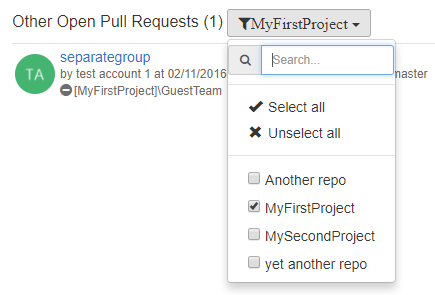 Other Open Pull Requests (1) MyFirstProject
Search...
separategroup
TA
by test account 1 at 02/11/2016 master
[MyFirstProject]\GuestTeam
Select all
Unselect all
Another repo
MyFirstProject
MySecondProject
yet another repo